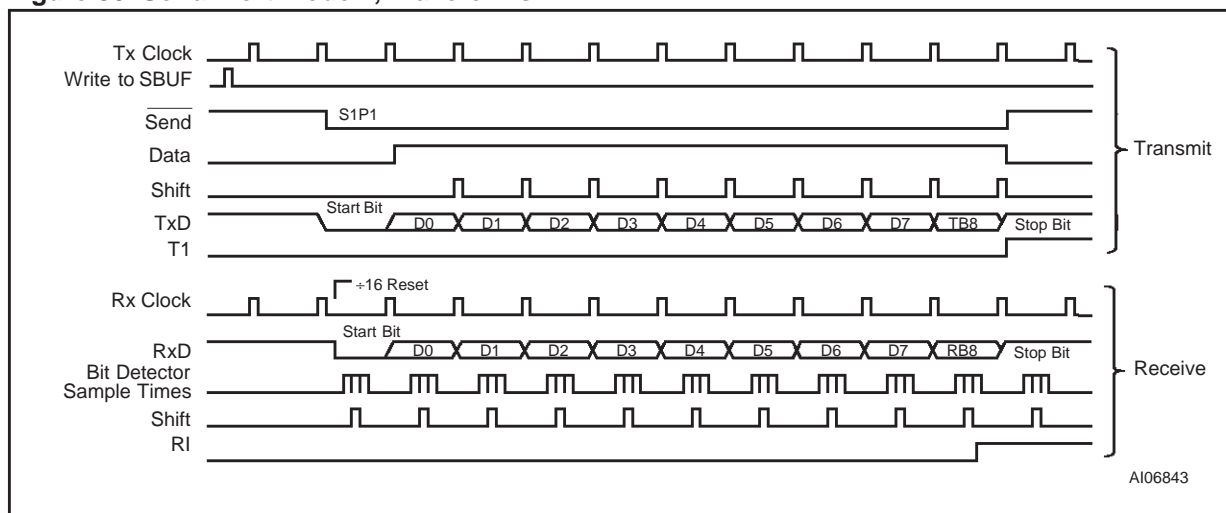 Tx Clock
Write to SBUF
Send
S1P1
Data
Transmit
Shift
Start Bit
TxD
D0 D1 D2 D3 D4 D5 D6 D7 TB8 Stop Bit
T1
÷16 Reset
Rx Clock
Start Bit
RxD
D0 D1 D2 D3 D4 D5 D6 D7 RB8 Stop Bit
Bit Detector
Sample Times
Receive
Shift
RI
AI06843